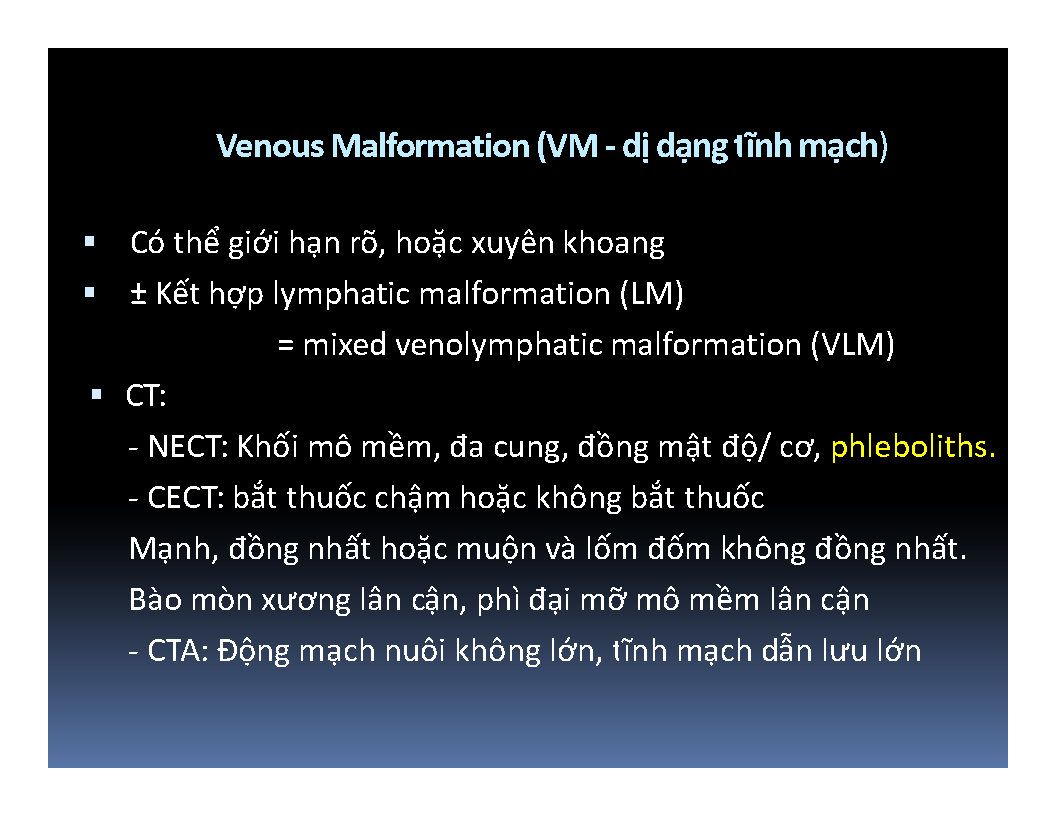 Venous Malformation (VM - dị dạng tĩnh mạch)
▪ Có thể giới hạn rõ, hoặc xuyên khoang
▪ ± Kết hợp lymphatic malformation (LM)
= mixed venolymphatic malformation (VLM)
▪ CT:
- NECT: Khối mô mềm, đa cung, đồng mật độ/ cơ, phleboliths.
- CECT: bắt thuốc chậm hoặc không bắt thuốc
Mạnh, đồng nhất hoặc muộn và lốm đốm không đồng nhất.
Bào mòn xương lân cận, phì đại mỡ mô mềm lân cận
- CTA: Động mạch nuôi không lớn, tĩnh mạch dẫn lưu lớn